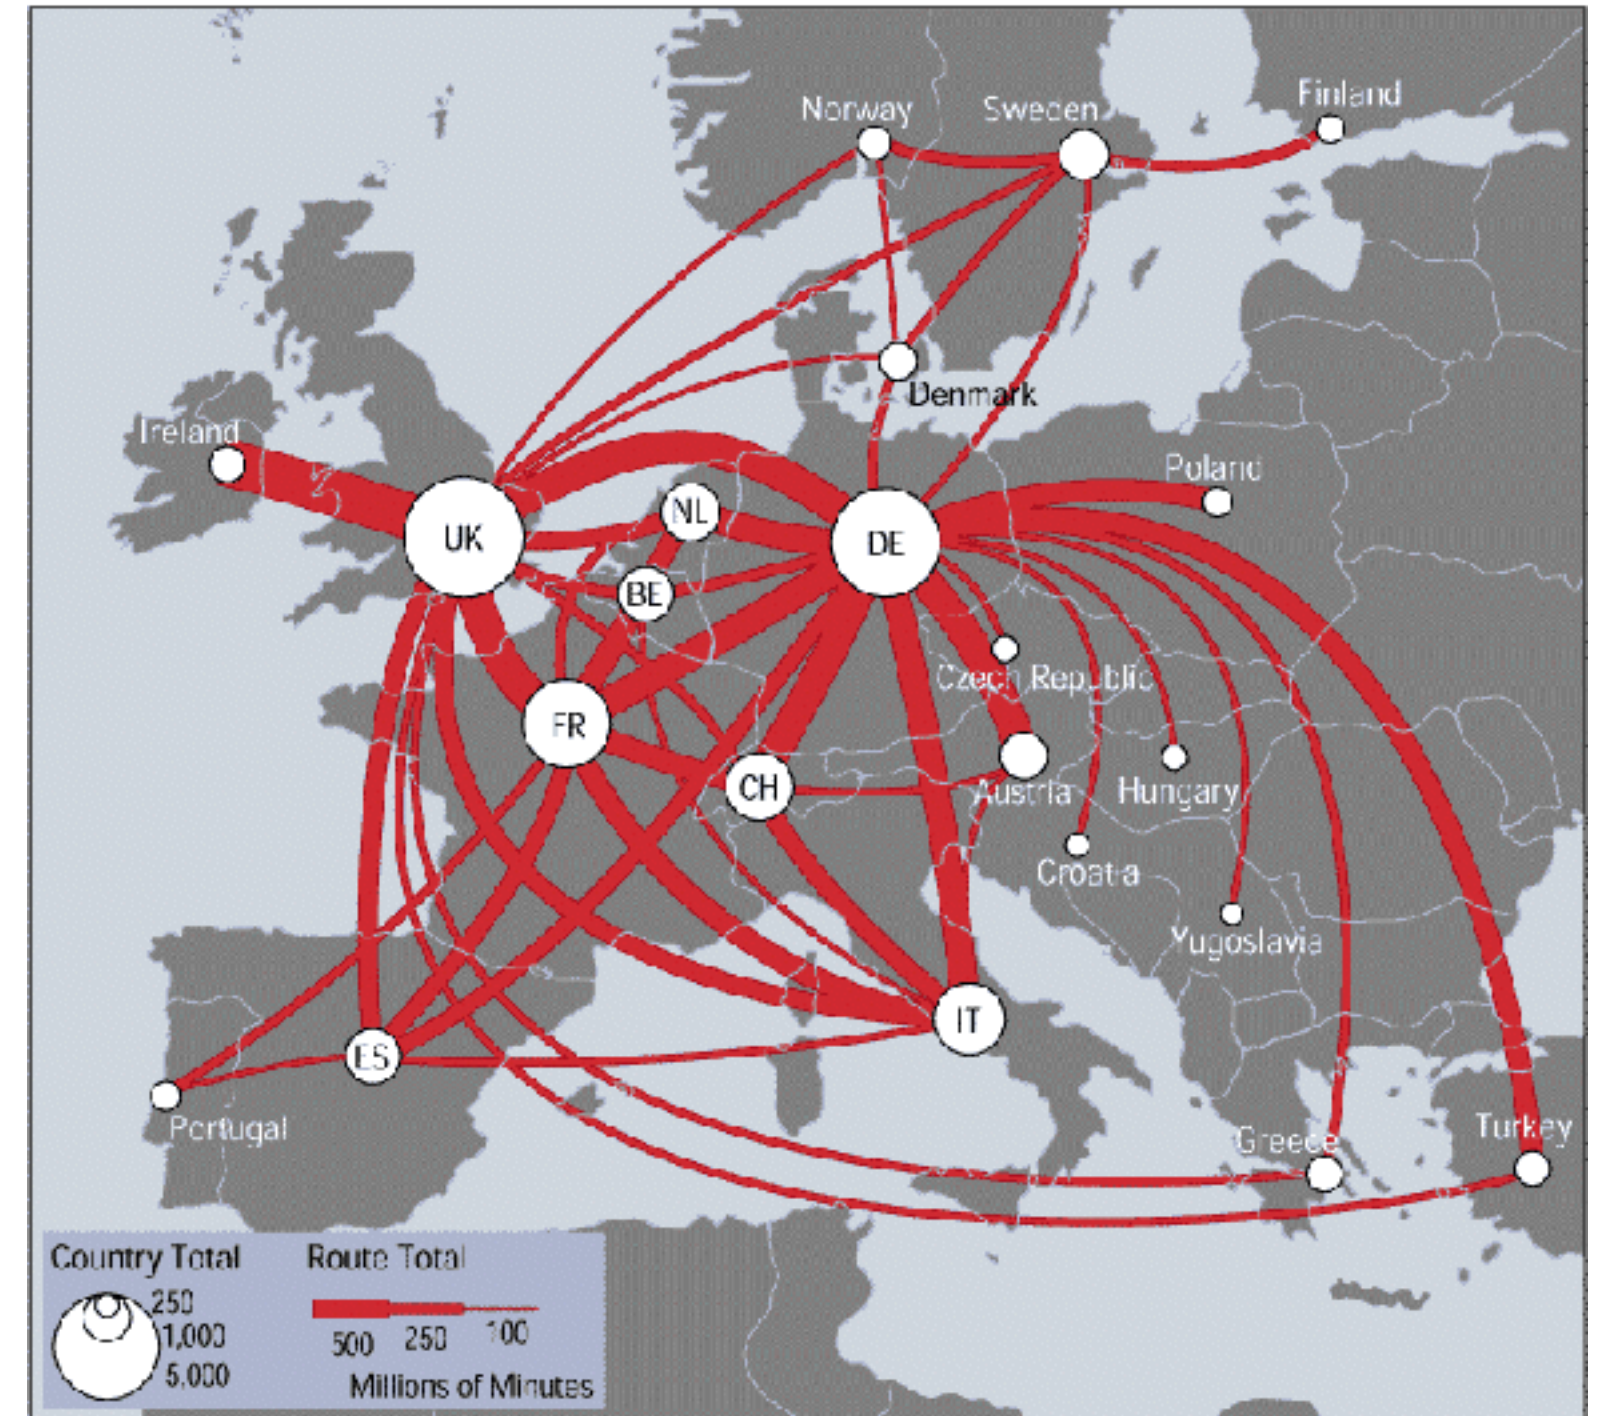 Finland
Norway
Sweden
Denmark
Ireland
Poland
NL
UK
DE
BE
Czech Republic
FR
CH
Austria
Hungary
Croatia
Yugoslavia
IT
ES
Portugal
Greece
Turkey
Country Total
250
1,000
5,000
Route Total
500 250 100
Millions of Minutes